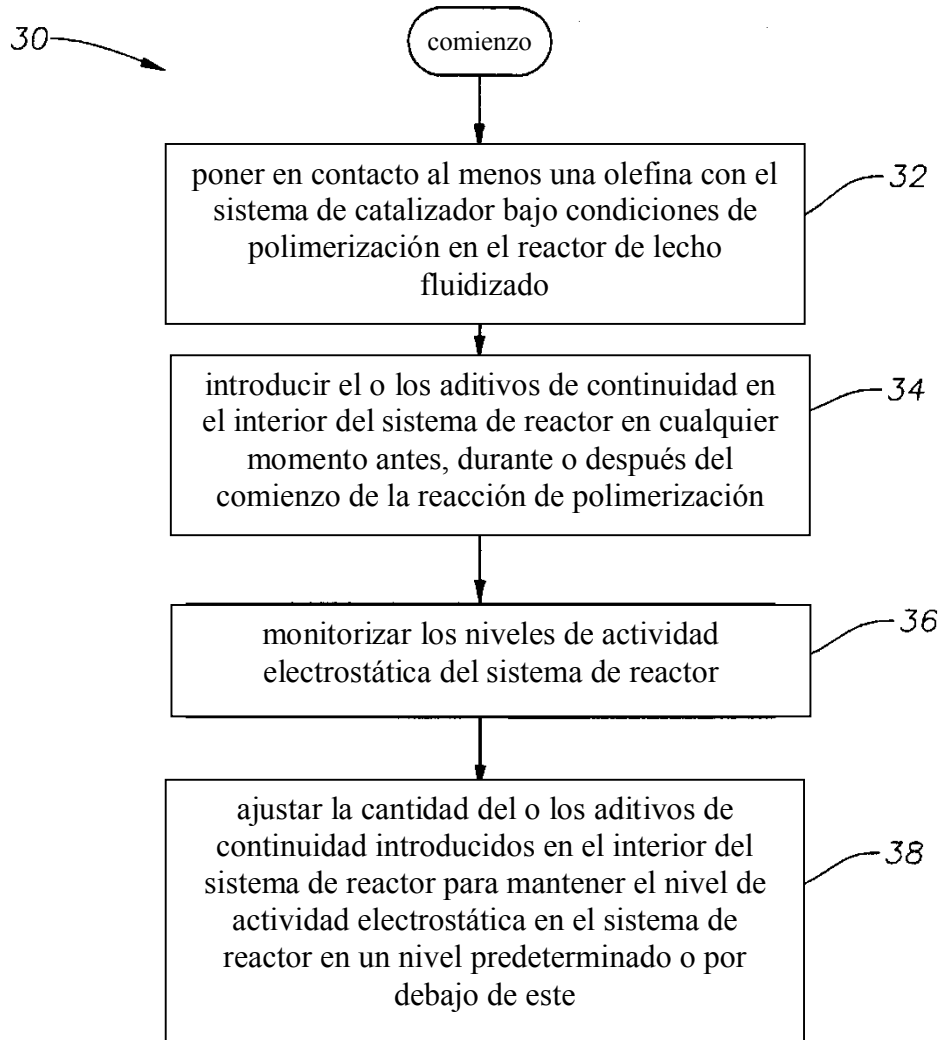 30
comienzo
poner en contacto al menos una olefina con el
sistema de catalizador bajo condiciones de
polimerización en el reactor de lecho
fluidizado
32
introducir el o los aditivos de continuidad en
el interior del sistema de reactor en cualquier
momento antes, durante o después del
comienzo de la reacción de polimerización
34
monitorizar los niveles de actividad
electrostática del sistema de reactor
36
ajustar la cantidad del o los aditivos de
continuidad introducidos en el interior del
sistema de reactor para mantener el nivel de
actividad electrostática en el sistema de
reactor en un nivel predeterminado o por
debajo de este
38